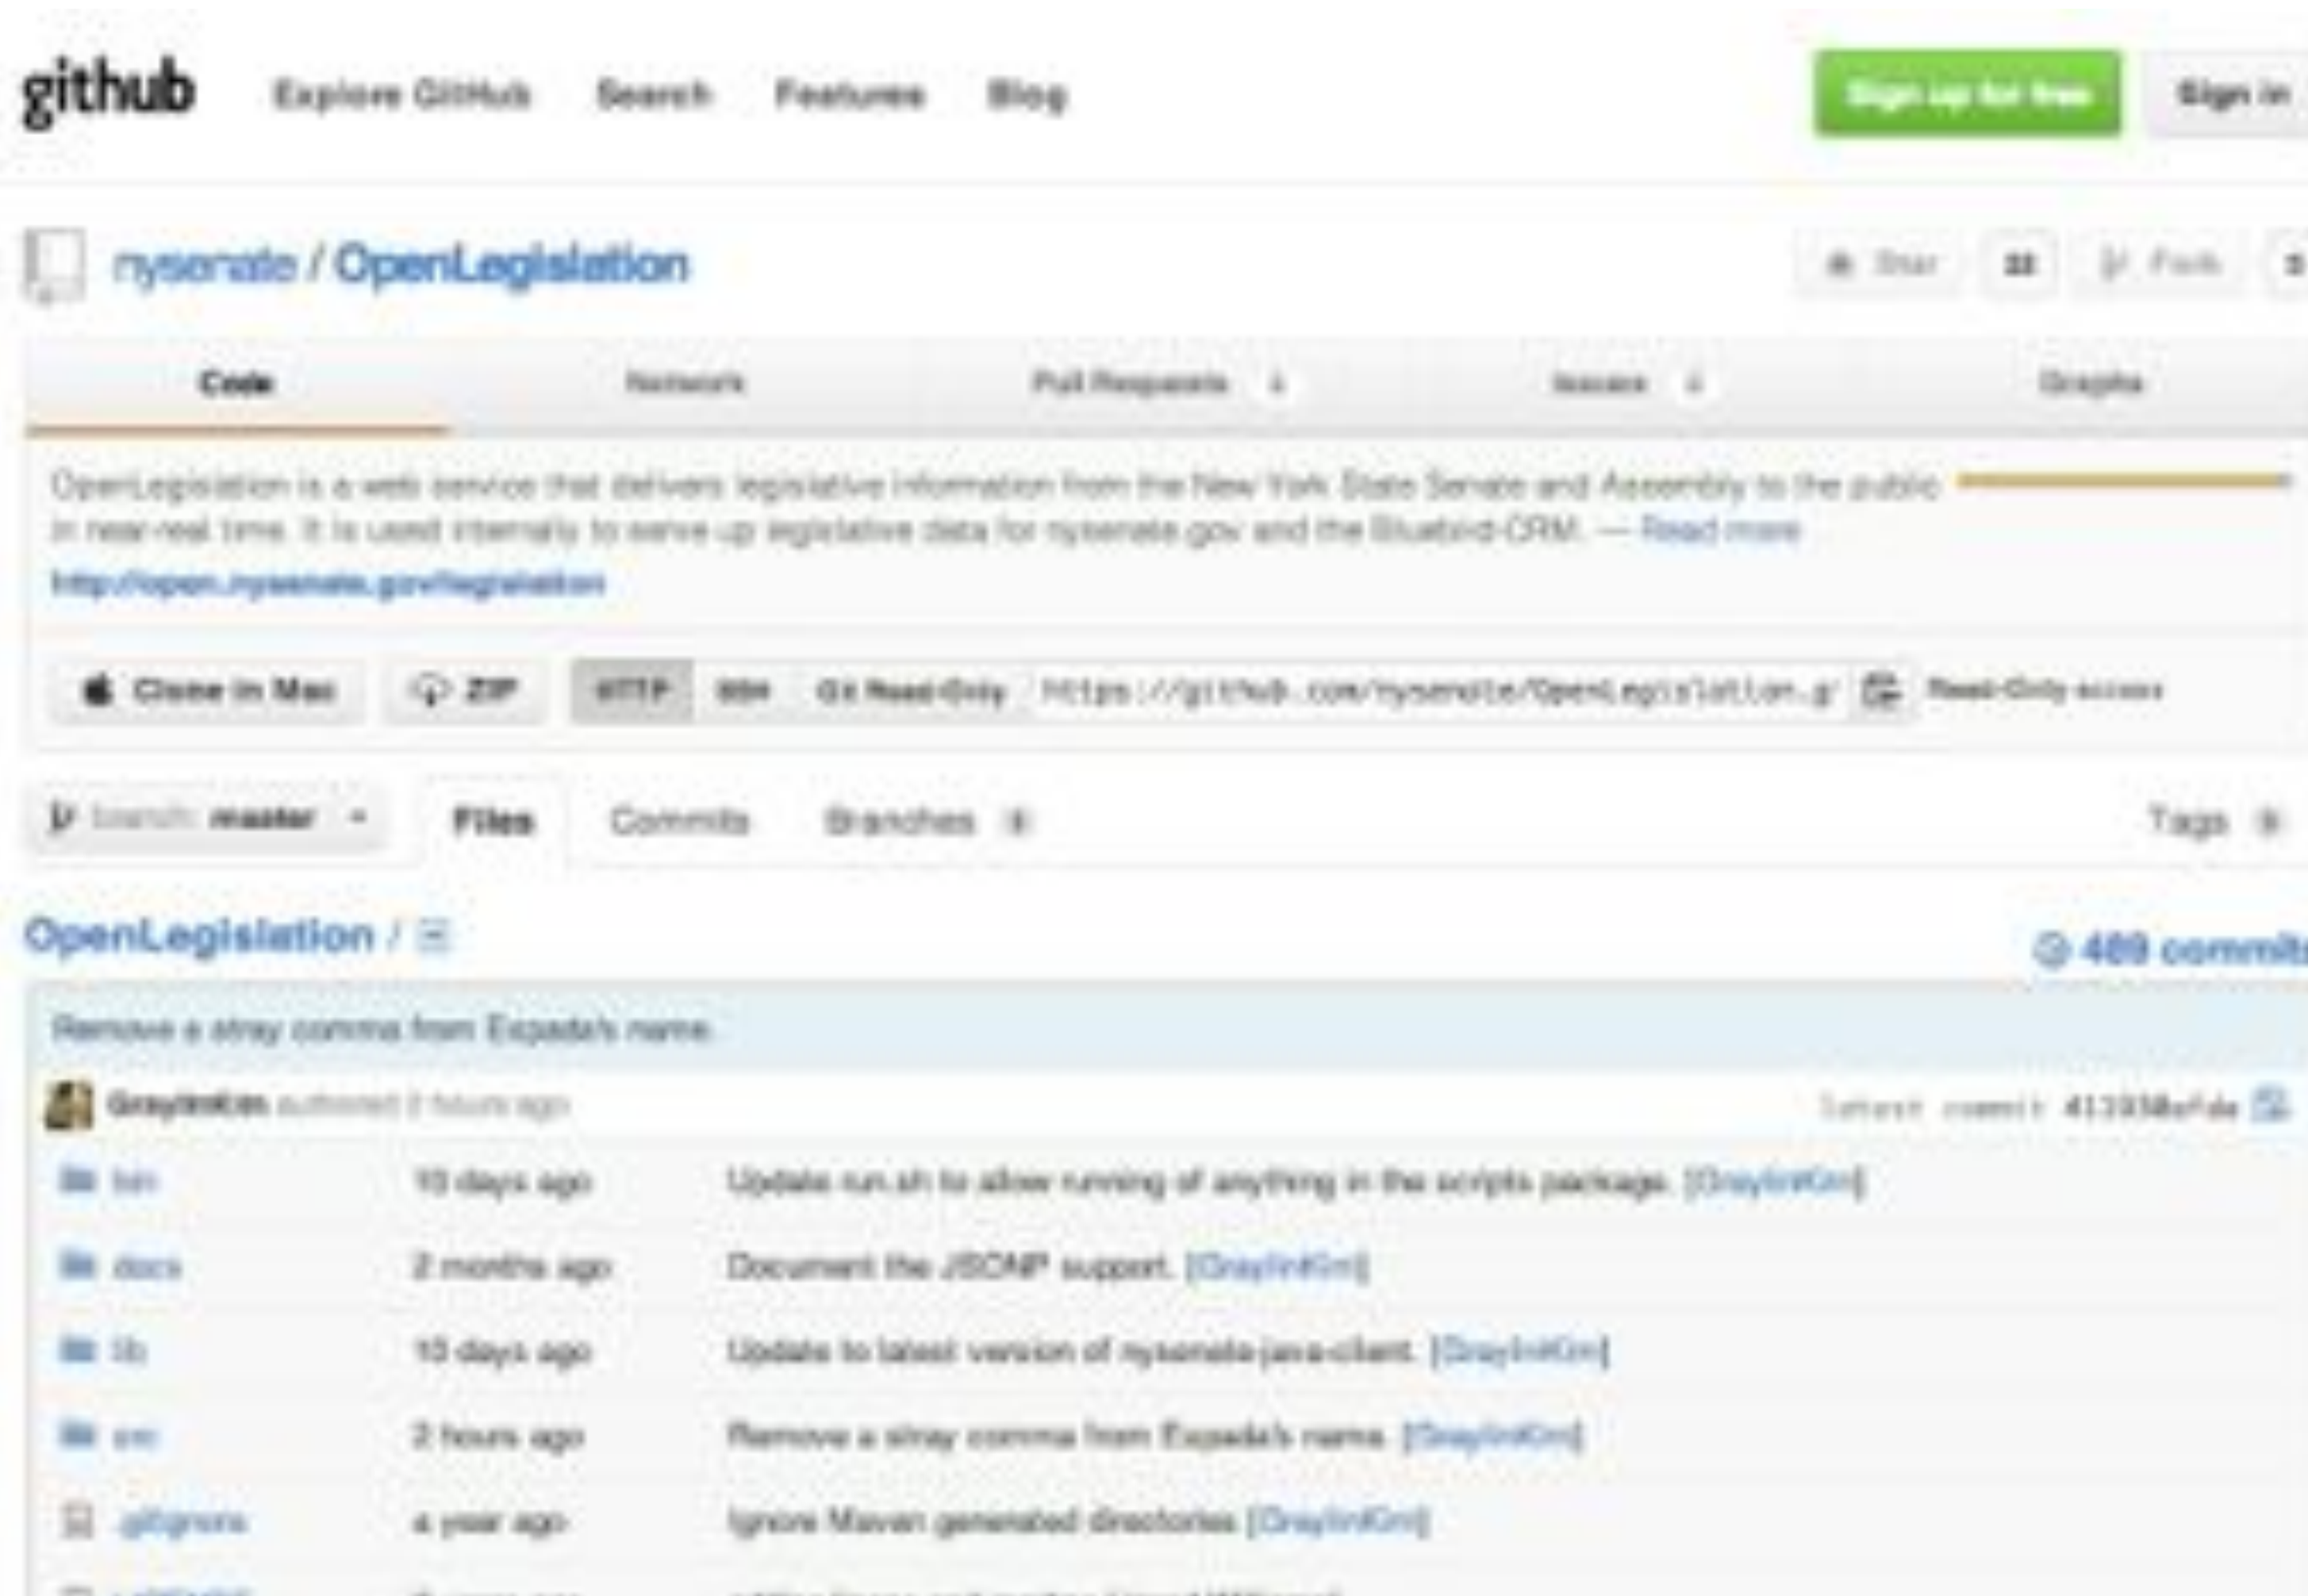 github Explore GitHub Search Features Blog Sign up for free Sign in
nysenate / OpenLegislation Star Fork
Code Network Pull Requests Issues Graphs
OpenLegislation is a web service that delivers legislative information from the New York State Senate and Assembly to the public
in near-real time. It is used internally to serve up legislative data for nysenate.gov and the Bluebird-CRM. — Read more
http://open.nysenate.gov/legislation
Clone in Mac ZIP HTTP SSH Git Read-Only https://github.com/nysenate/OpenLegislation.g Read-Only access
branch: master Files Commits Branches Tags
OpenLegislation / 489 commits
Remove a stray comma from Espada's name.
GraylinKim authored 2 hours ago latest commit
bin 10 days ago Update run.sh to allow running of anything in the scripts package. [GraylinKim]
docs 2 months ago Document the JSONP support. [GraylinKim]
lib 10 days ago Update to latest version of nysenate-java-client. [GraylinKim]
src 2 hours ago Remove a stray comma from Espada's name. [GraylinKim]
.gitignore a year ago Ignore Maven generated directories [GraylinKim]